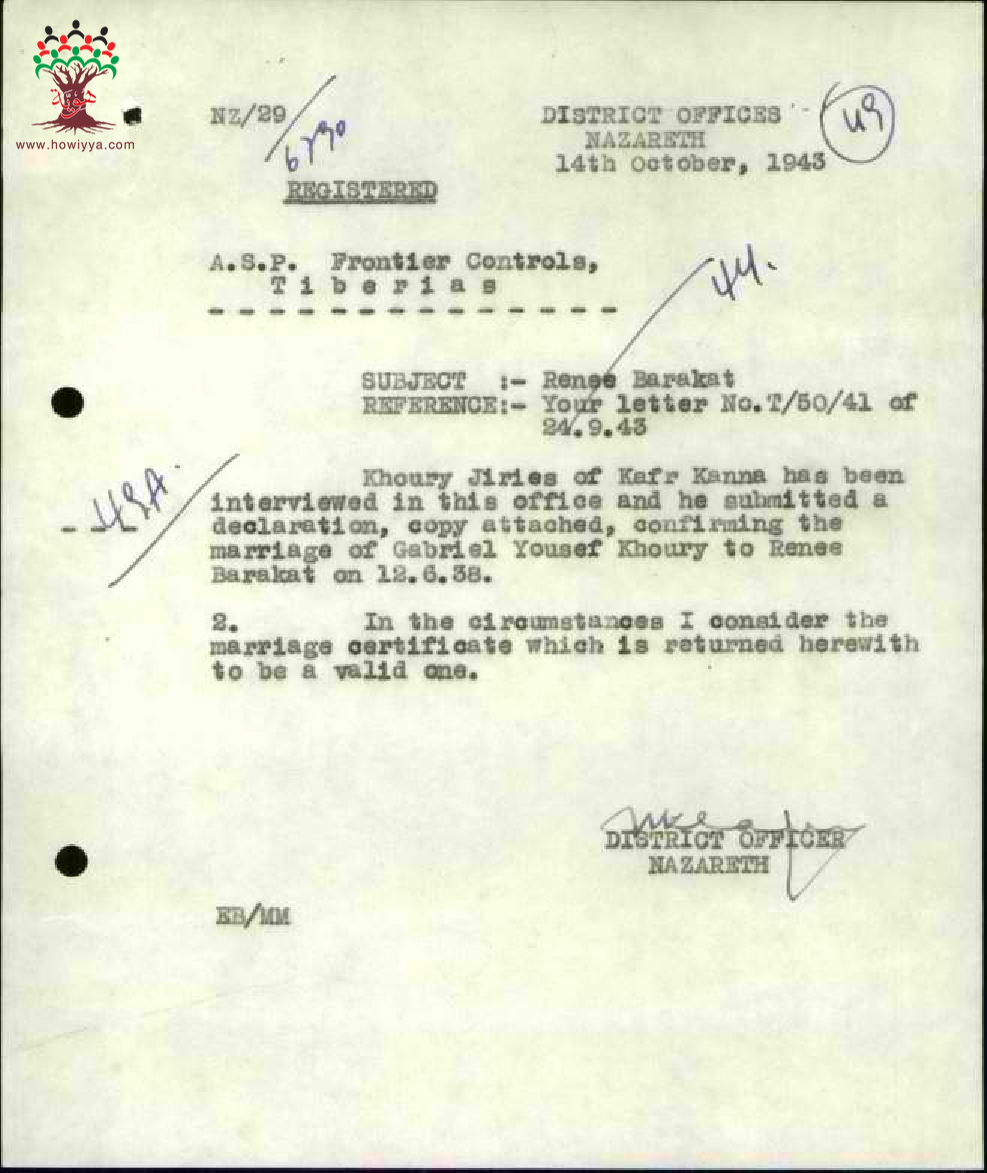 هوية
www.howiyya.com
NZ/29
6790
DISTRICT OFFICES
NAZARETH
14th October, 1943
49
REGISTERED
A.S.P. Frontier Controls,
Tiberias
44.
SUBJECT :- Renee Barakat
REFERENCE:- Your letter No.T/50/41 of
24.9.43
49A.
Khoury Jiries of Kafr Kanna has been
interviewed in this office and he submitted a
declaration, copy attached, confirming the
marriage of Gabriel Yousef Khoury to Renee
Barakat on 12.6.38.
2. In the circumstances I consider the
marriage certificate which is returned herewith
to be a valid one.
DISTRICT OFFICER
NAZARETH
EB/MM